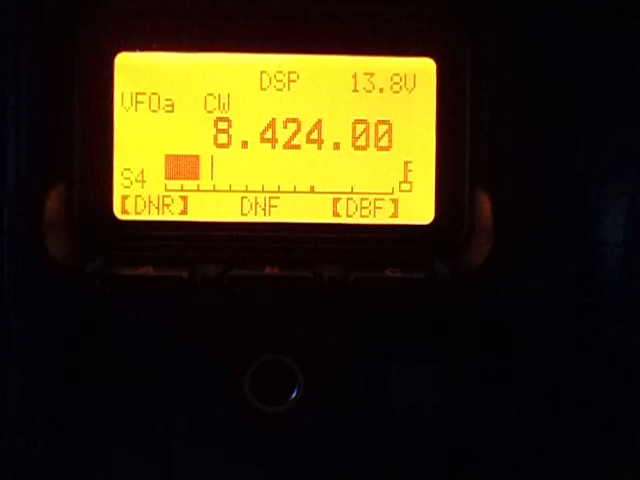 DSP 13.8V
VFOa CW
8.424.00
S4
[DNR] DNF [DBF]